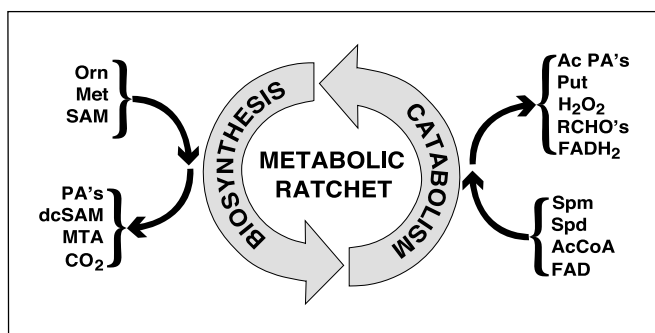 Orn
Met
SAM
PA's
dcSAM
MTA
CO₂
BIOSYNTHESIS
METABOLIC
RATCHET
CATABOLISM
Ac PA's
Put
H₂O₂
RCHO's
FADH₂
Spm
Spd
AcCoA
FAD